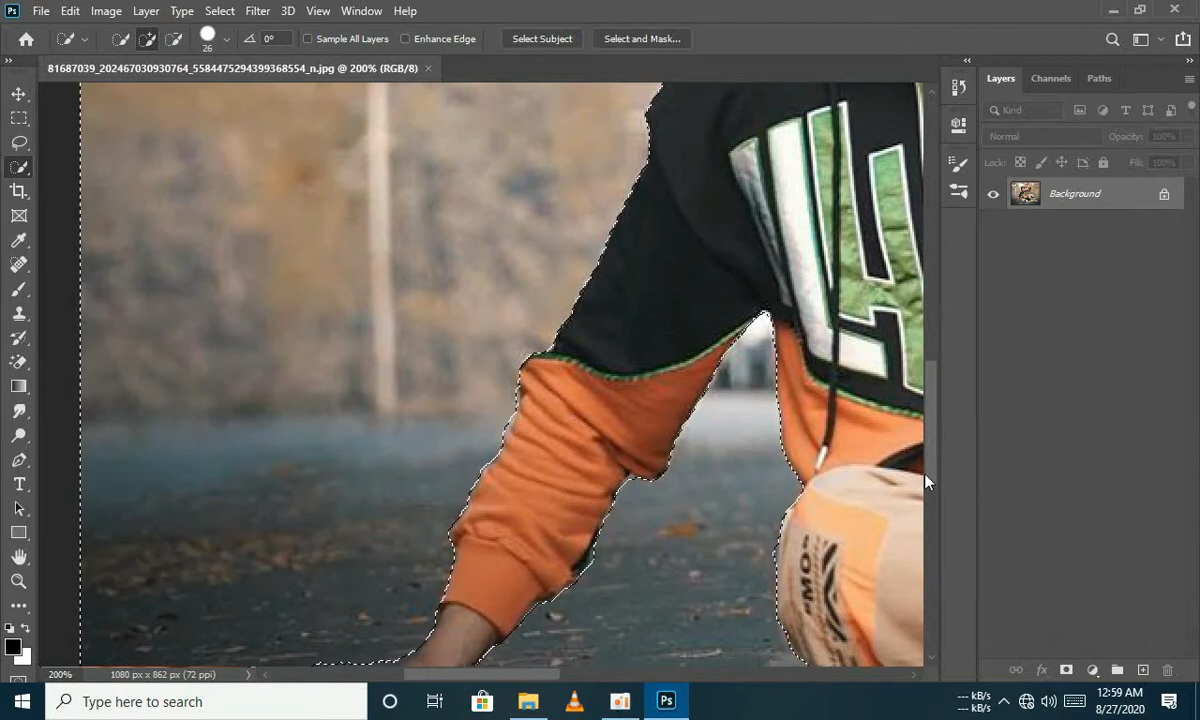 Ps File Edit Image Layer Type Select Filter 3D View Window Help
26 0° Sample All Layers Enhance Edge Select Subject Select and Mask...
81687039_202467030930764_5584475294399368554_n.jpg @ 200% (RGB/8) ×
Layers Channels Paths
Kind
Normal Opacity: 100%
Lock: Fill: 100%
Background
200% 1080 px x 862 px (72 ppi)
Type here to search
Ps
--- kB/s
--- kB/s
12:59 AM
8/27/2020